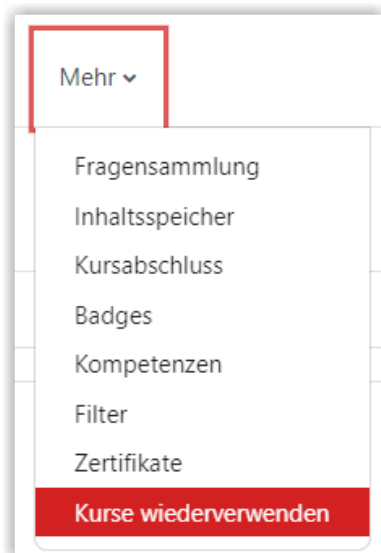 Mehr
Fragensammlung
Inhaltsspeicher
Kursabschluss
Badges
Kompetenzen
Filter
Zertifikate
Kurse wiederverwenden